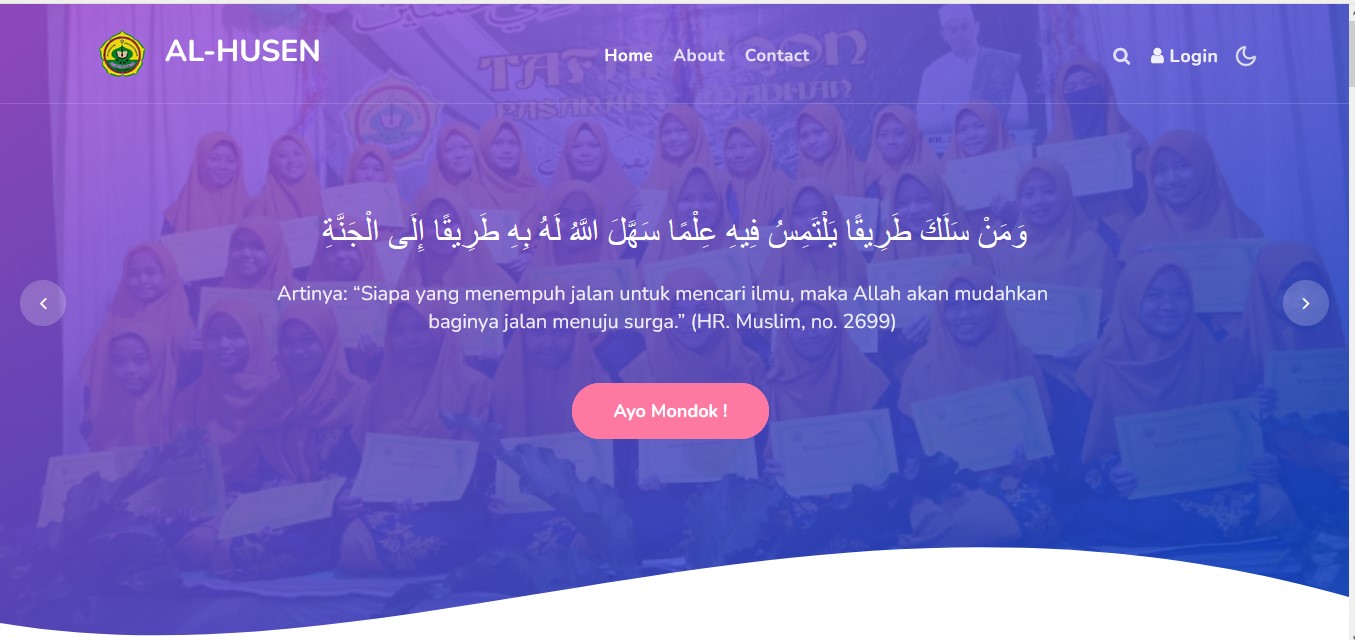 AL-HUSEN
Home About Contact
Login
وَمَنْ سَلَكَ طَرِيقًا يَلْتَمِسُ فِيهِ عِلْمًا سَهَّلَ اللَّهُ لَهُ بِهِ طَرِيقًا إِلَى الْجَنَّةِ
Artinya: “Siapa yang menempuh jalan untuk mencari ilmu, maka Allah akan mudahkan
baginya jalan menuju surga.” (HR. Muslim, no. 2699)
Ayo Mondok !